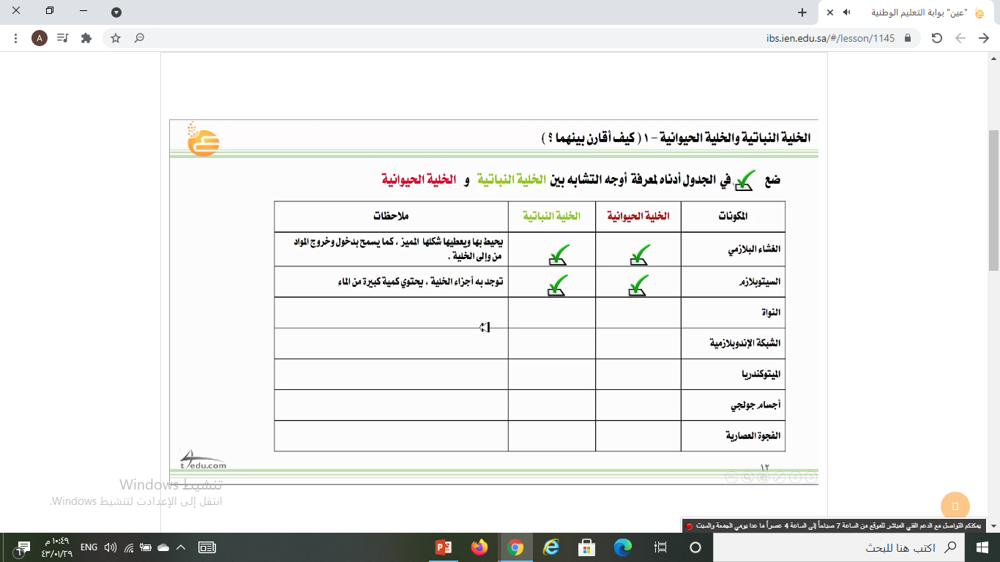 "عين" بوابة التعليم الوطنية
ibs.ien.edu.sa/#/lesson/1145
A
الخلية النباتية والخلية الحيوانية - ١ ( كيف أقارن بينهما ؟ )
ضع في الجدول أدناه لمعرفة أوجه التشابه بين الخلية النباتية و الخلية الحيوانية
المكونات الخلية الحيوانية الخلية النباتية ملاحظات
الغشاء البلازمي يحيط بها ويعطيها شكلها المميز ، كما يسمح بدخول وخروج المواد
من وإلى الخلية .
السيتوبلازم توجد به أجزاء الخلية ، يحتوي كمية كبيرة من الماء
النواة
الشبكة الإندوبلازمية
الميتوكندريا
أجسام جولجي
الفجوة العصارية
t4edu.com
١٢
تنشيط Windows
انتقل إلى الإعدادت لتنشيط Windows.
يمكنكم التواصل مع الدعم الفني المباشر للموقع من الساعة 7 صباحاً إلى الساعة 4 عصراً ما عدا يومي الجمعة والسبت
اكتب هنا للبحث
ENG
١٠:٤٩ م
٤٣/٠١/٢٩